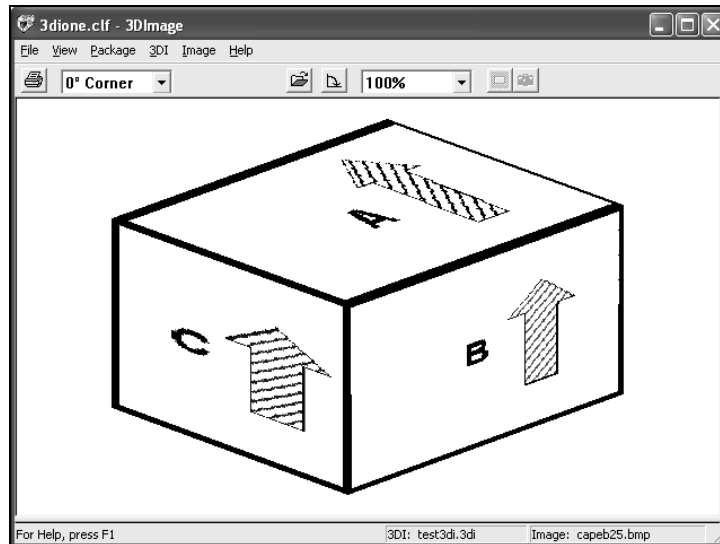 3dione.clf - 3DImage
File View Package 3DI Image Help
0° Corner 100%
A
C
B
For Help, press F1 3DI: test3di.3di Image: capeb25.bmp